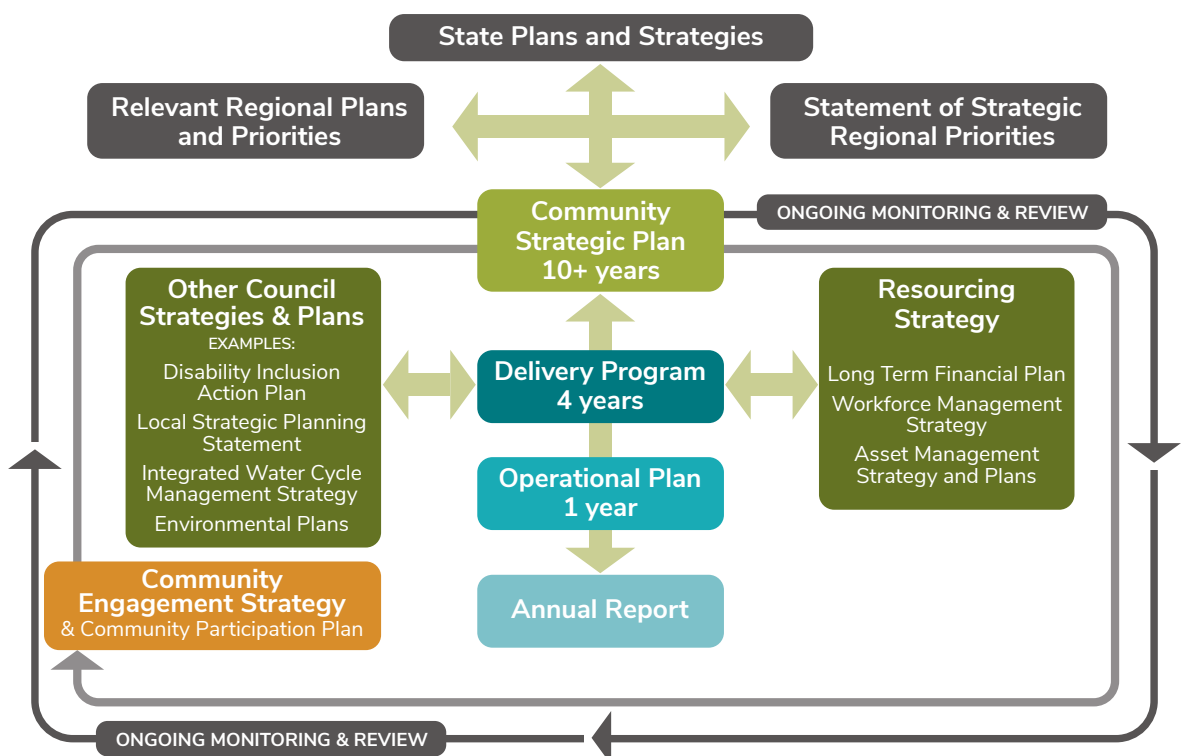 State Plans and Strategies
Relevant Regional Plans
and Priorities
Statement of Strategic
Regional Priorities
Community
Strategic Plan
10+ years
ONGOING MONITORING & REVIEW
Other Council
Strategies & Plans
EXAMPLES:
Disability Inclusion
Action Plan
Local Strategic Planning
Statement
Integrated Water Cycle
Management Strategy
Environmental Plans
Delivery Program
4 years
Resourcing
Strategy
Long Term Financial Plan
Workforce Management
Strategy
Asset Management
Strategy and Plans
Operational Plan
1 year
Community
Engagement Strategy
& Community Participation Plan
Annual Report
ONGOING MONITORING & REVIEW